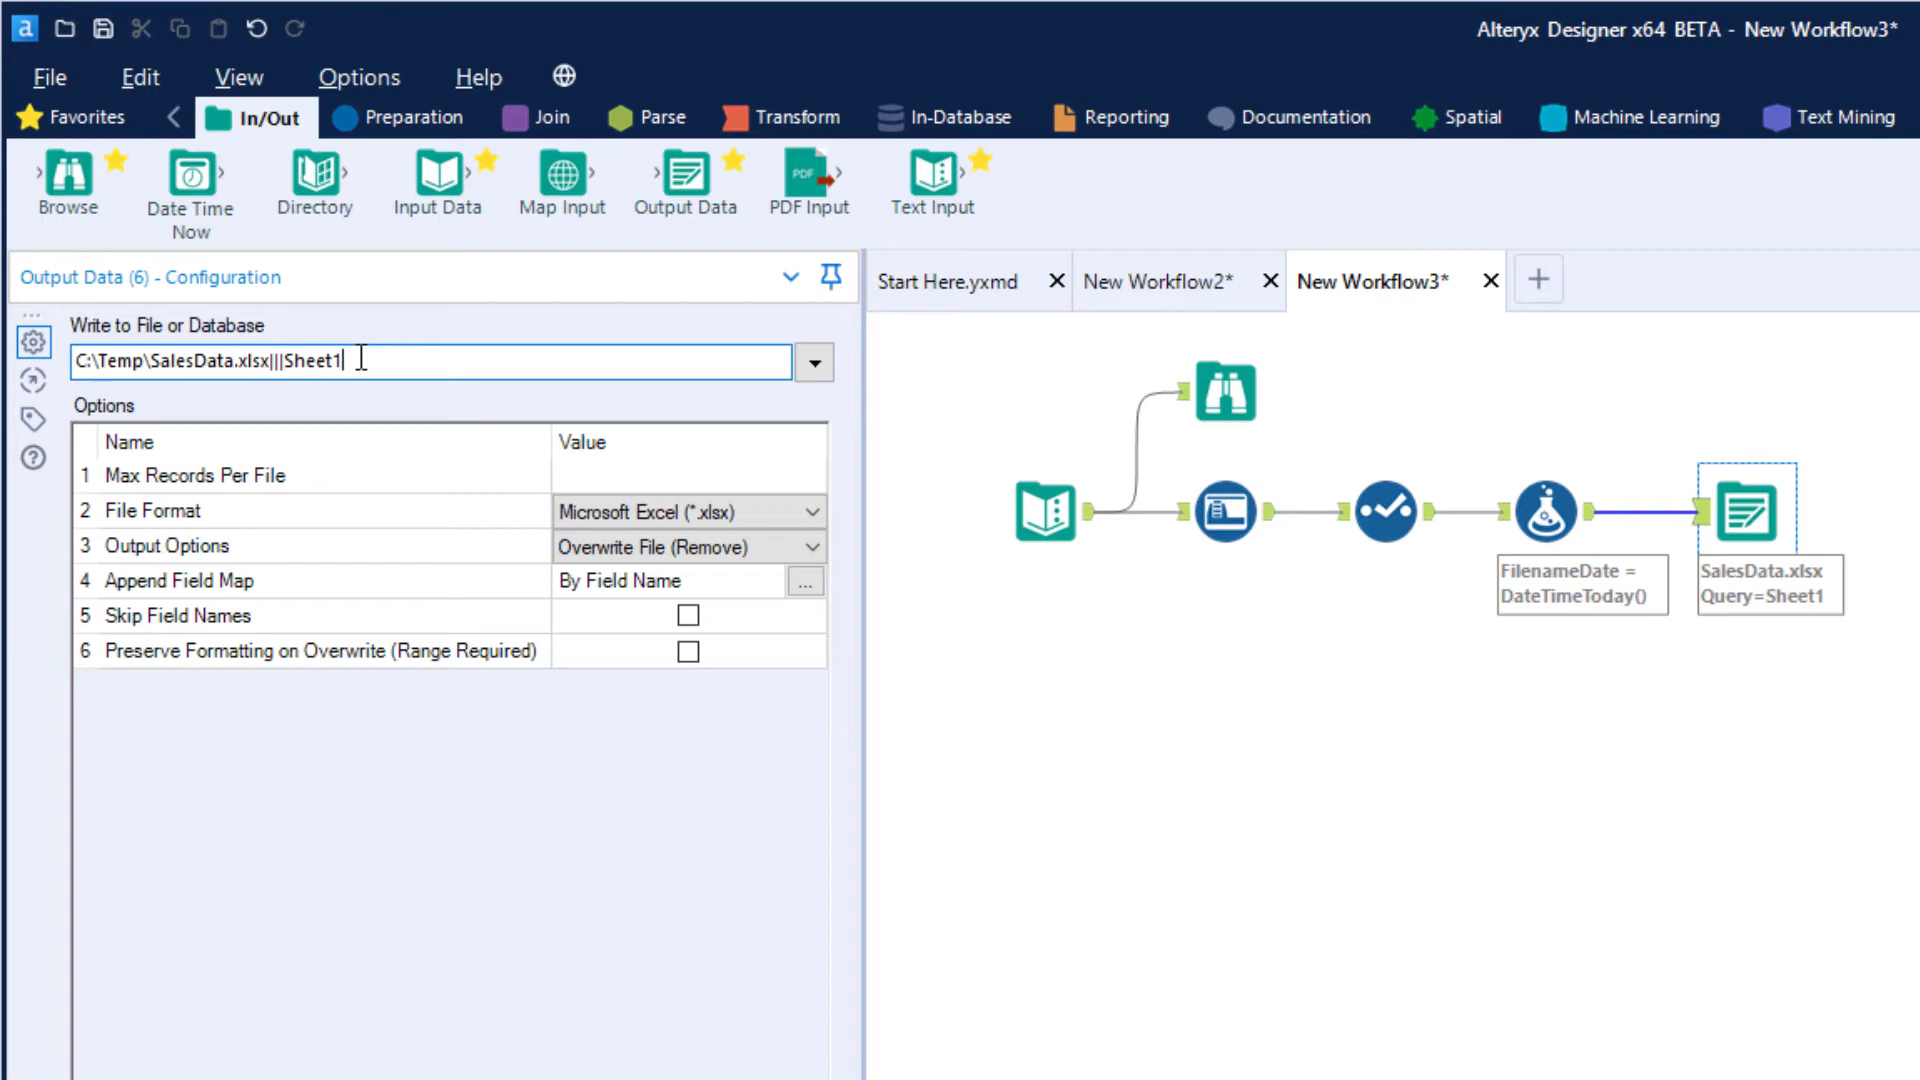 a
Alteryx Designer x64 BETA - New Workflow3*
File Edit View Options Help
Favorites In/Out Preparation Join Parse Transform In-Database Reporting Documentation Spatial Machine Learning Text Mining
PDF
Browse Date Time Now Directory Input Data Map Input Output Data PDF Input Text Input
Output Data (6) - Configuration
Start Here.yxmd New Workflow2* New Workflow3*
Write to File or Database
C:\Temp\SalesData.xlsx|||Sheet1
Options
Name Value
1 Max Records Per File
2 File Format Microsoft Excel (*.xlsx)
3 Output Options Overwrite File (Remove)
4 Append Field Map By Field Name ...
5 Skip Field Names
6 Preserve Formatting on Overwrite (Range Required)
FilenameDate =
DateTimeToday()
SalesData.xlsx
Query=Sheet1